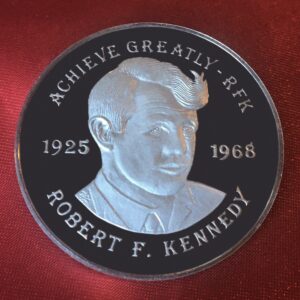 ACHIEVE GREATLY - RFK
1925 1968
ROBERT F. KENNEDY